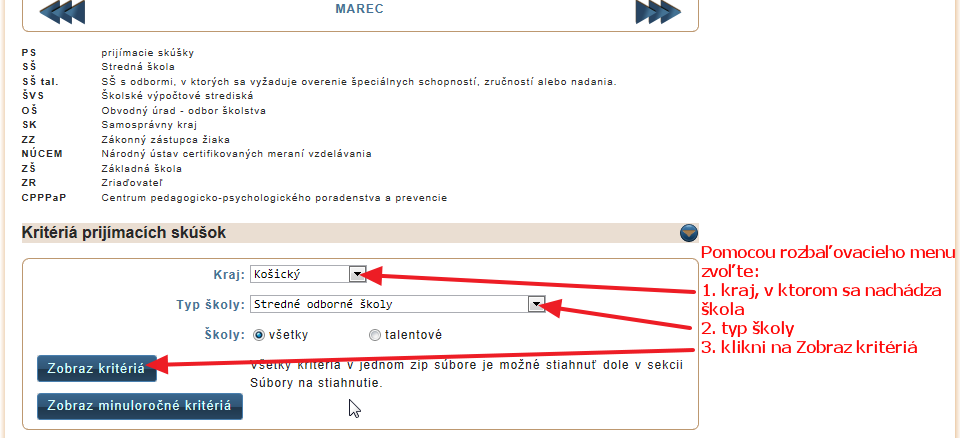 MAREC
PS prijímacie skúšky
SŠ Stredná škola
SŠ tal. SŠ s odbormi, v ktorých sa vyžaduje overenie špeciálnych schopností, zručností alebo nadania.
ŠVS Školské výpočtové strediská
OŠ Obvodný úrad - odbor školstva
SK Samosprávny kraj
ZZ Zákonný zástupca žiaka
NÚCEM Národný ústav certifikovaných meraní vzdelávania
ZŠ Základná škola
ZR Zriaďovateľ
CPPPaP Centrum pedagogicko-psychologického poradenstva a prevencie
Kritériá prijímacích skúšok
Kraj: Košický
Typ školy: Stredné odborné školy
Školy: všetky talentové
Zobraz kritériá
Všetky kritériá v jednom zip súbore je možné stiahnuť dole v sekcii
Súbory na stiahnutie.
Zobraz minuloročné kritériá
Pomocou rozbaľovacieho menu
zvoľte:
1. kraj, v ktorom sa nachádza
škola
2. typ školy
3. klikni na Zobraz kritériá